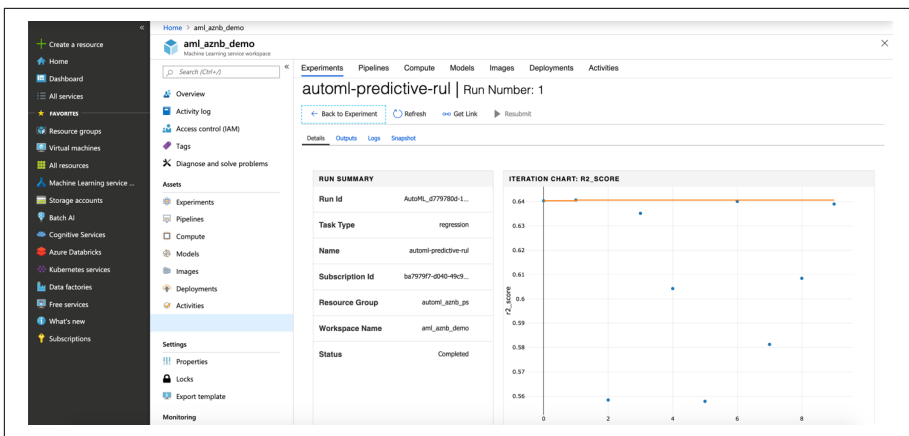 Home > aml_aznb_demo
aml_aznb_demo
Machine Learning service workspace
Create a resource
Home
Dashboard
All services
FAVORITES
Resource groups
Virtual machines
All resources
Machine Learning service ...
Storage accounts
Batch AI
Cognitive Services
Azure Databricks
Kubernetes services
Data factories
Free services
What's new
Subscriptions
Search (Ctrl+/)
Overview
Activity log
Access control (IAM)
Tags
Diagnose and solve problems
Assets
Experiments
Pipelines
Compute
Models
Images
Deployments
Activities
Settings
Properties
Locks
Export template
Monitoring
Experiments Pipelines Compute Models Images Deployments Activities
automl-predictive-rul | Run Number: 1
Back to Experiment Refresh Get Link Resubmit
Details Outputs Logs Snapshot
RUN SUMMARY
Run Id AutoML_d779780d-1...
Task Type regression
Name automl-predictive-rul
Subscription Id ba7979f7-d040-49c9...
Resource Group automl_aznb_ps
Workspace Name aml_aznb_demo
Status Completed
ITERATION CHART: R2_SCORE
r2_score
0.64
0.63
0.62
0.61
0.6
0.59
0.58
0.57
0.56
0 2 4 6 8